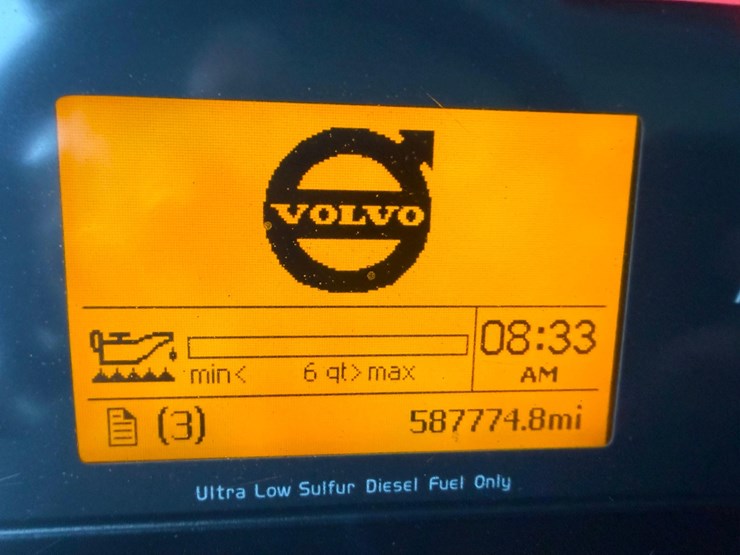 VOLVO
min< 6 qt> max
08:33
AM
(3) 587774.8mi
Ultra Low Sulfur Diesel Fuel Only